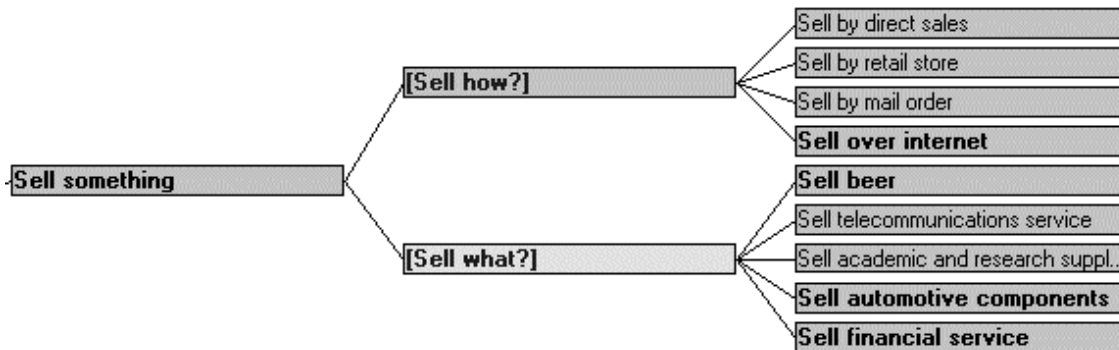 Sell something
[Sell how?]
Sell by direct sales
Sell by retail store
Sell by mail order
Sell over internet
[Sell what?]
Sell beer
Sell telecommunications service
Sell academic and research suppl...
Sell automotive components
Sell financial service